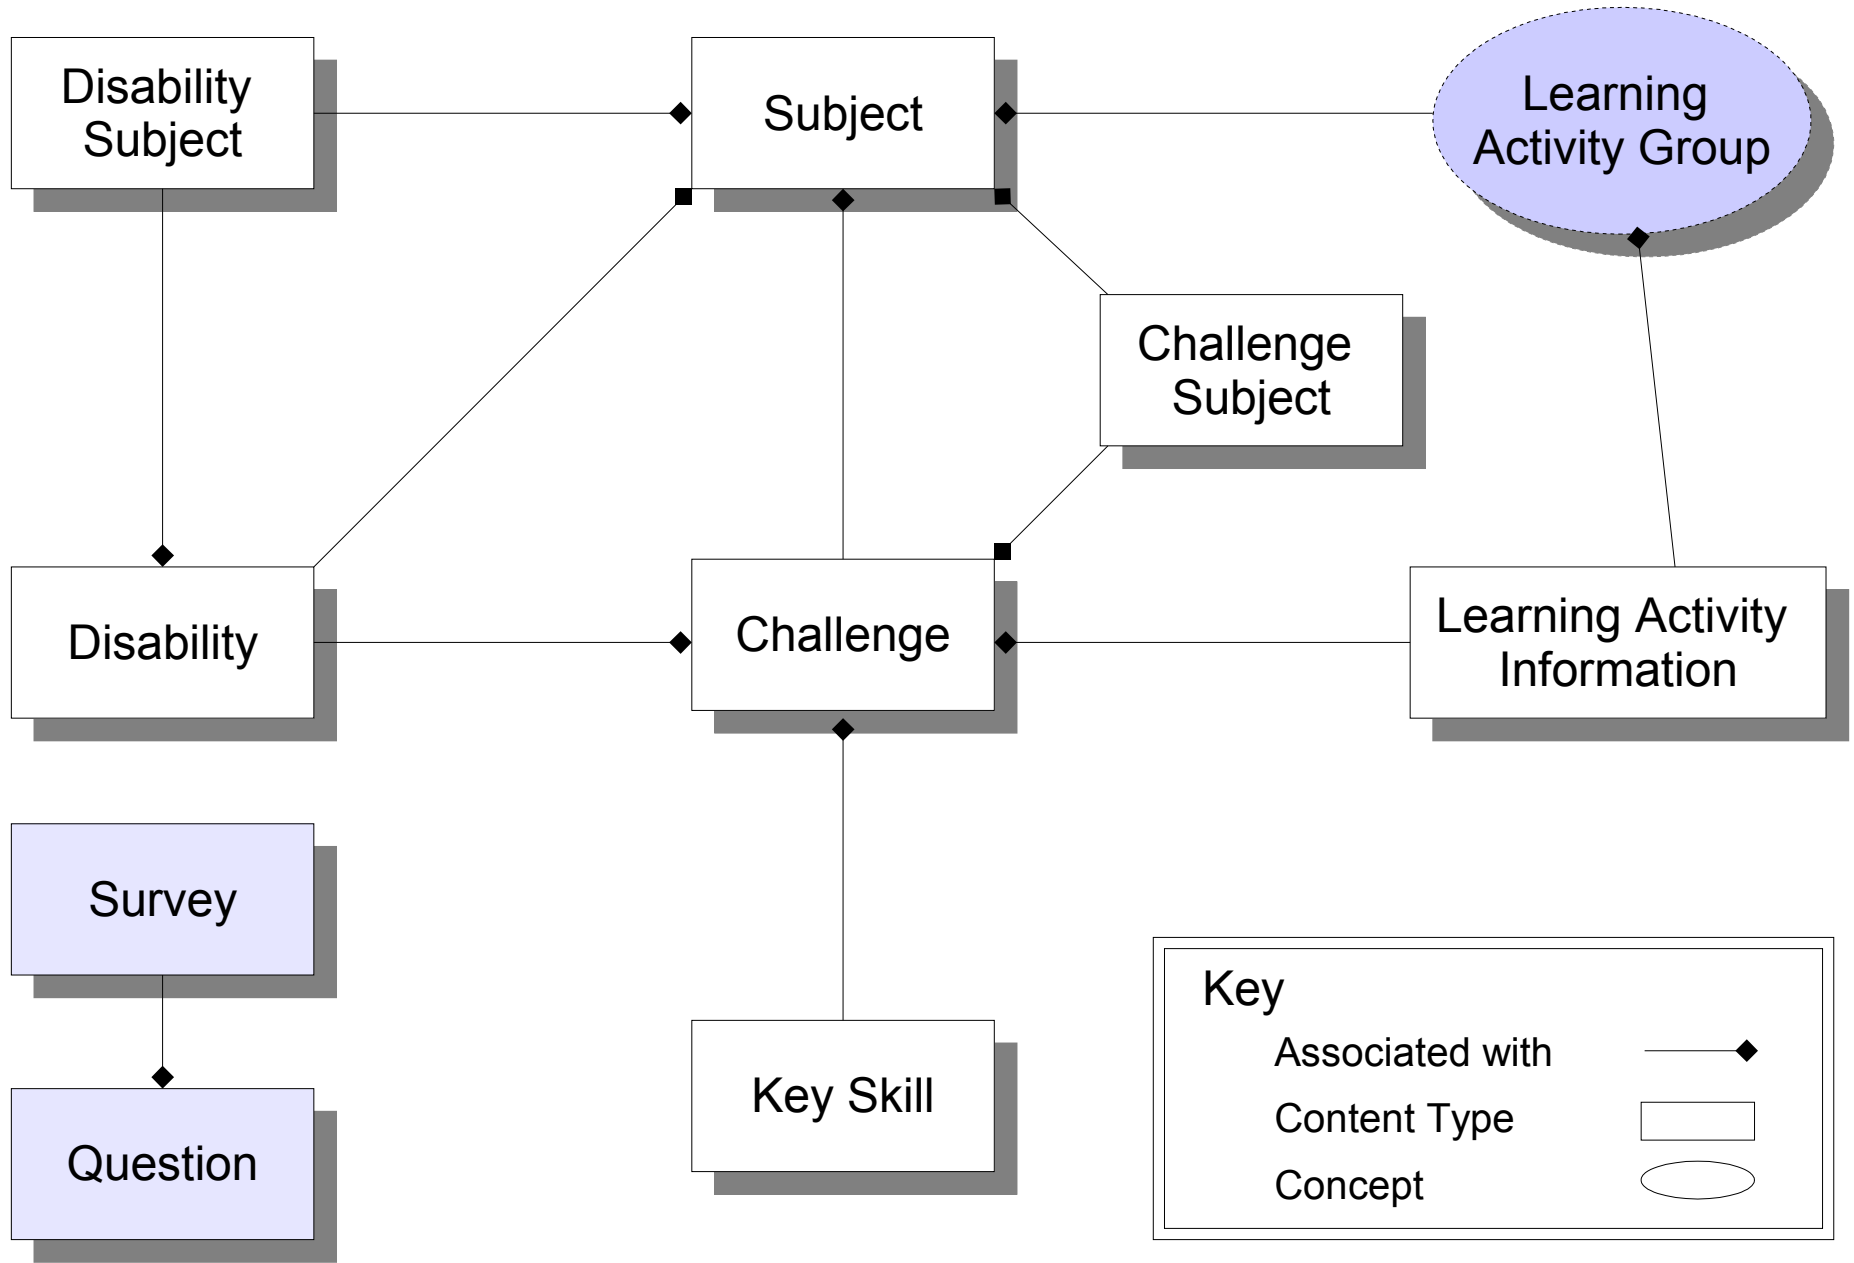 Disability
Subject
Subject
Learning
Activity Group
Challenge
Subject
Disability
Challenge
Learning Activity
Information
Survey
Key Skill
Question
Key
Associated with
Content Type
Concept